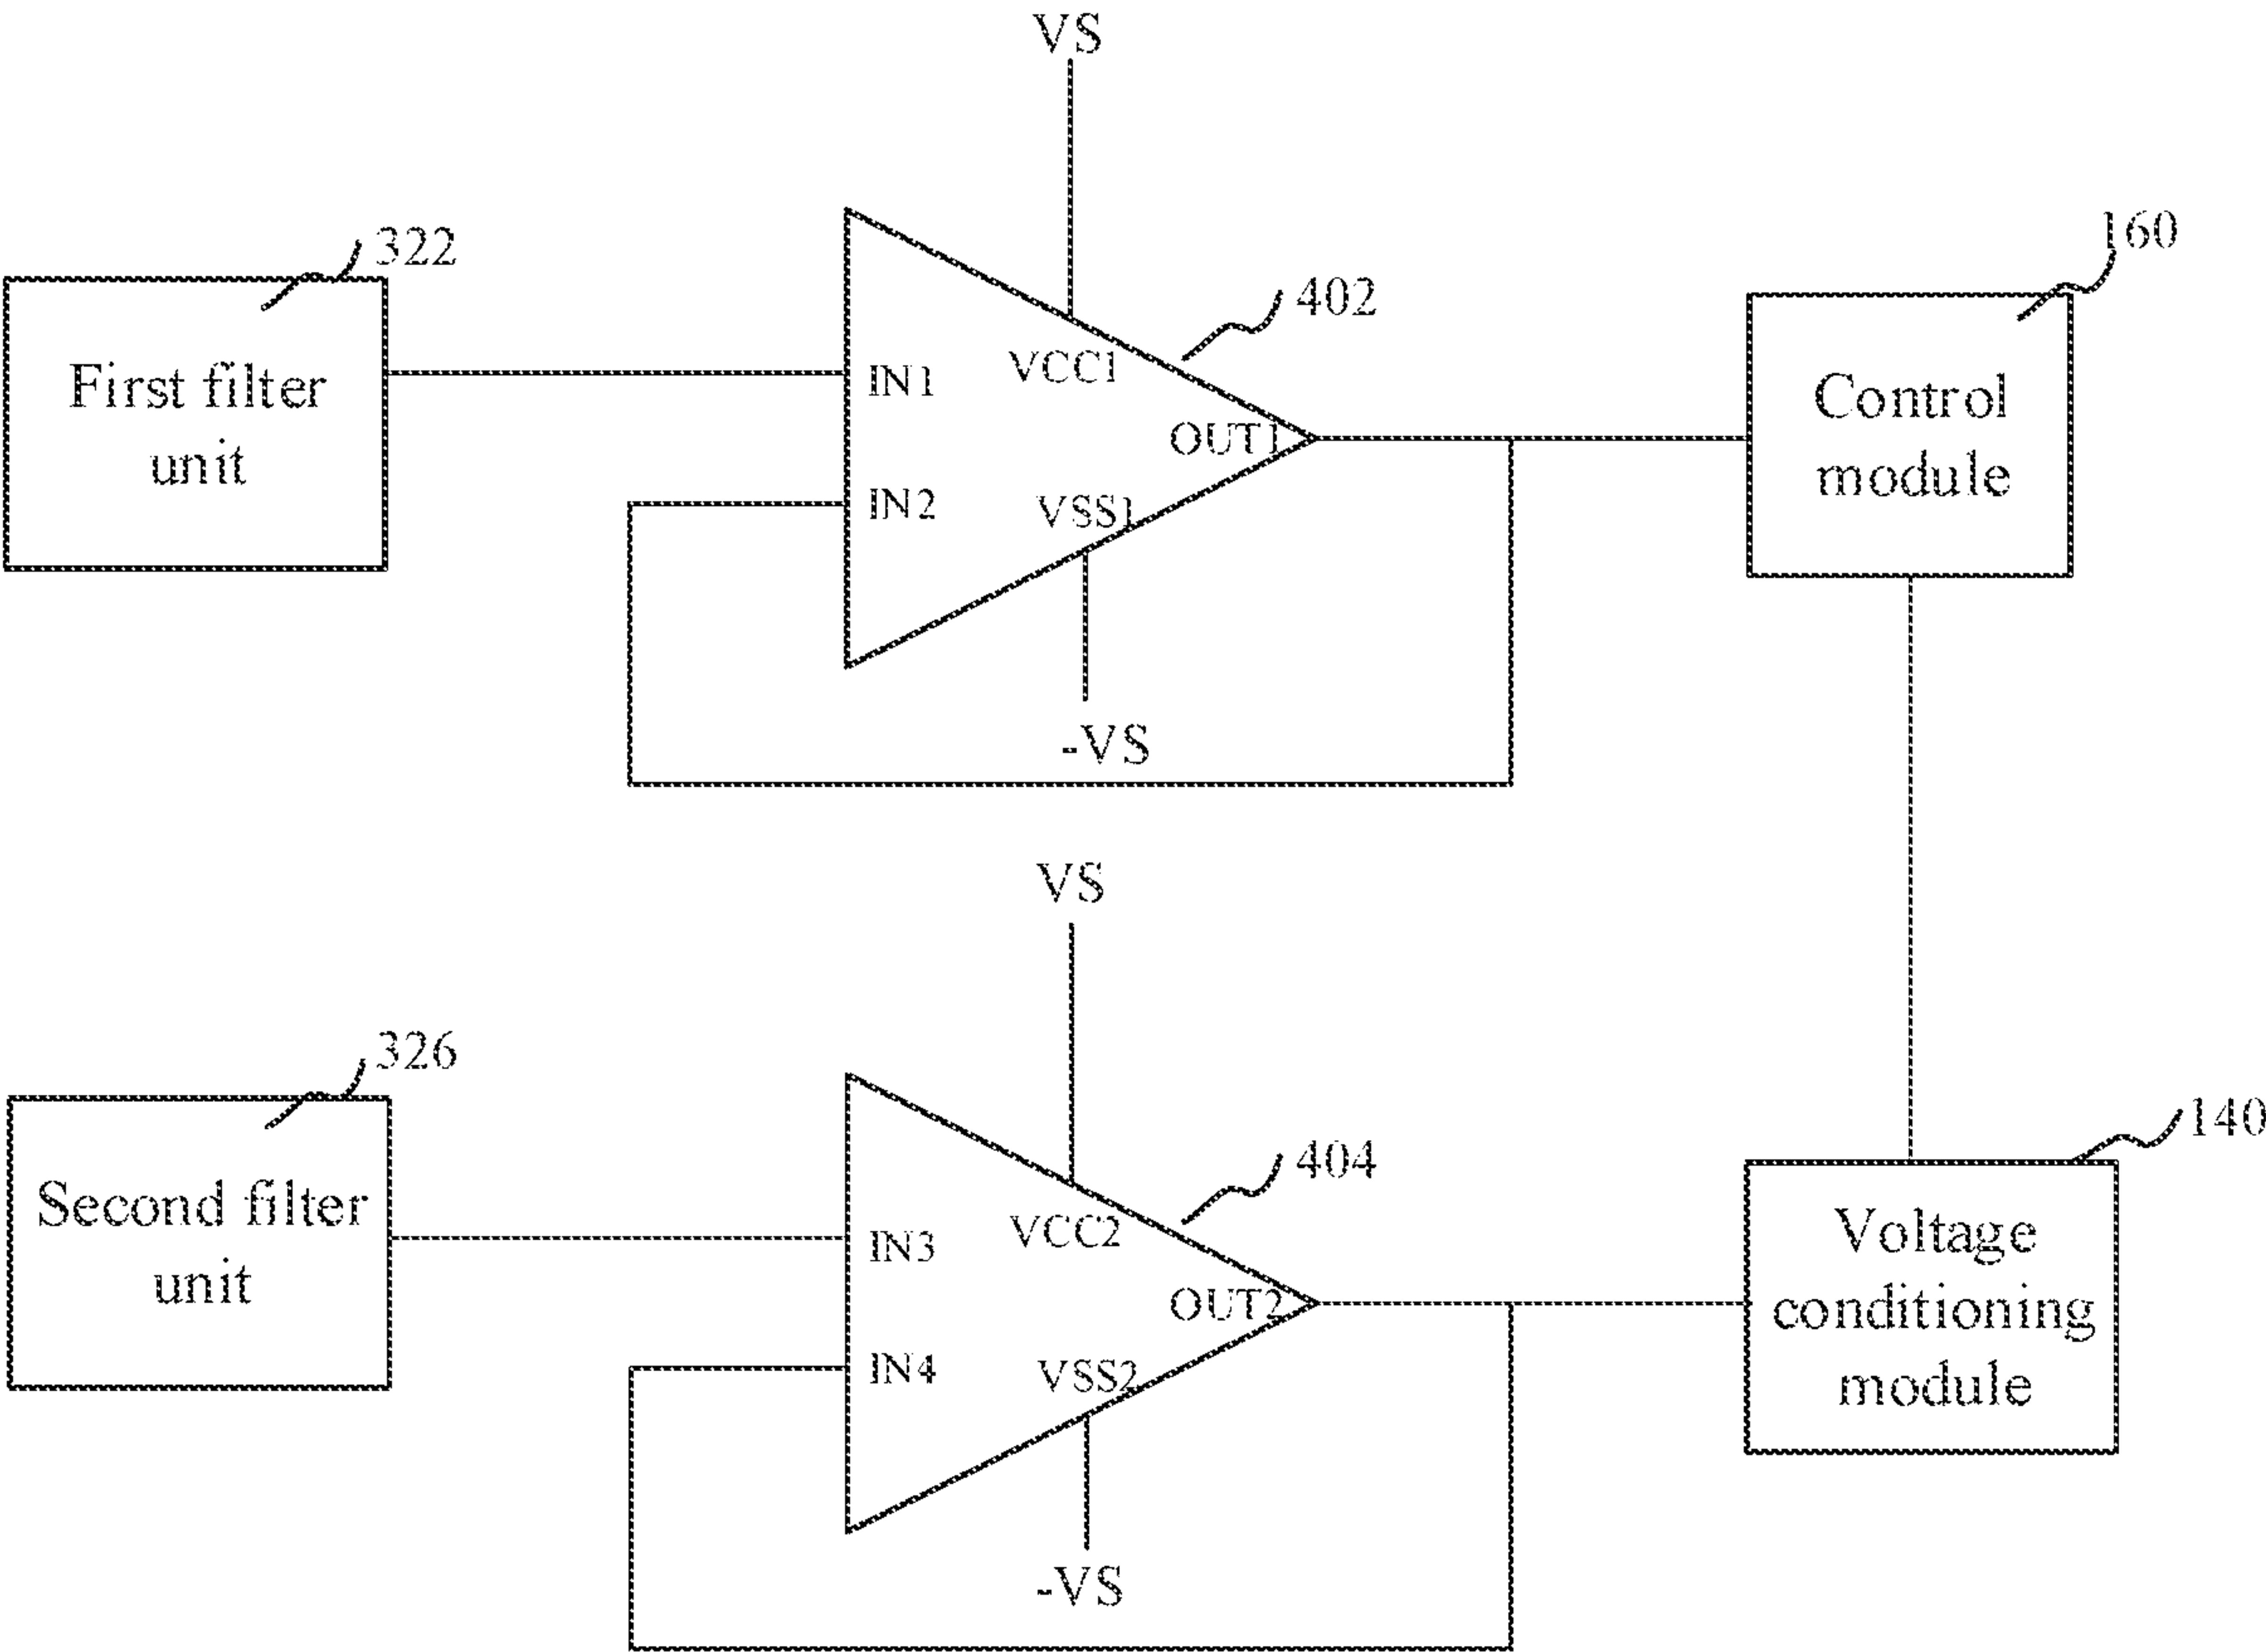 VS
322
160
402
First filter
unit
IN1
VCC1
OUT1
IN2
VSS1
Control
module
-VS
VS
326
140
404
Second filter
unit
IN3
VCC2
OUT2
IN4
VSS2
Voltage
conditioning
module
-VS